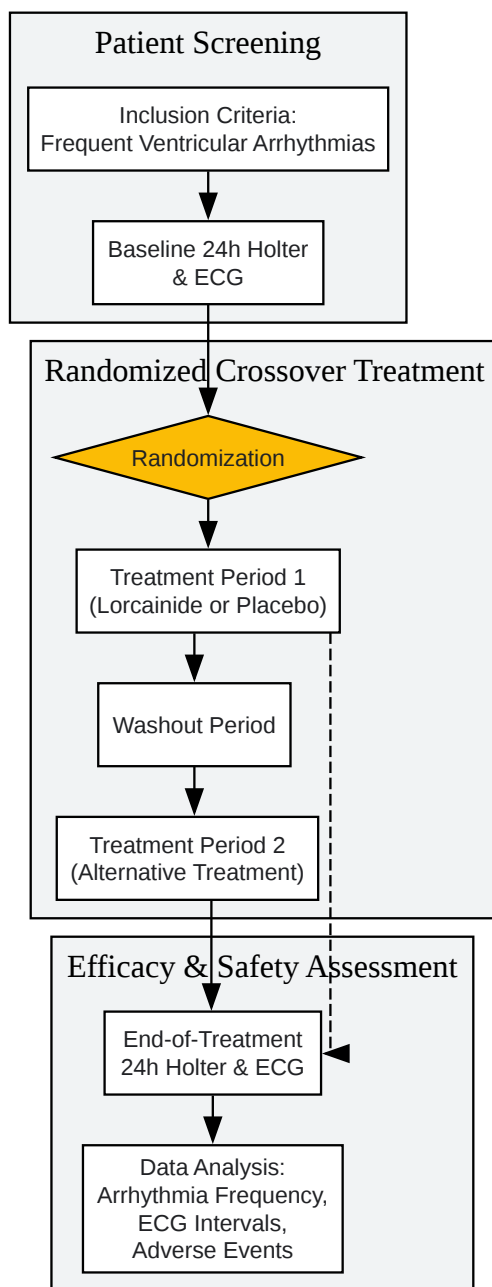 Patient Screening
Inclusion Criteria:
Frequent Ventricular Arrhythmias
Baseline 24h Holter
& ECG
Randomized Crossover Treatment
Randomization
Treatment Period 1
(Lorcainide or Placebo)
Washout Period
Treatment Period 2
(Alternative Treatment)
Efficacy & Safety Assessment
End-of-Treatment
24h Holter & ECG
Data Analysis:
Arrhythmia Frequency,
ECG Intervals,
Adverse Events